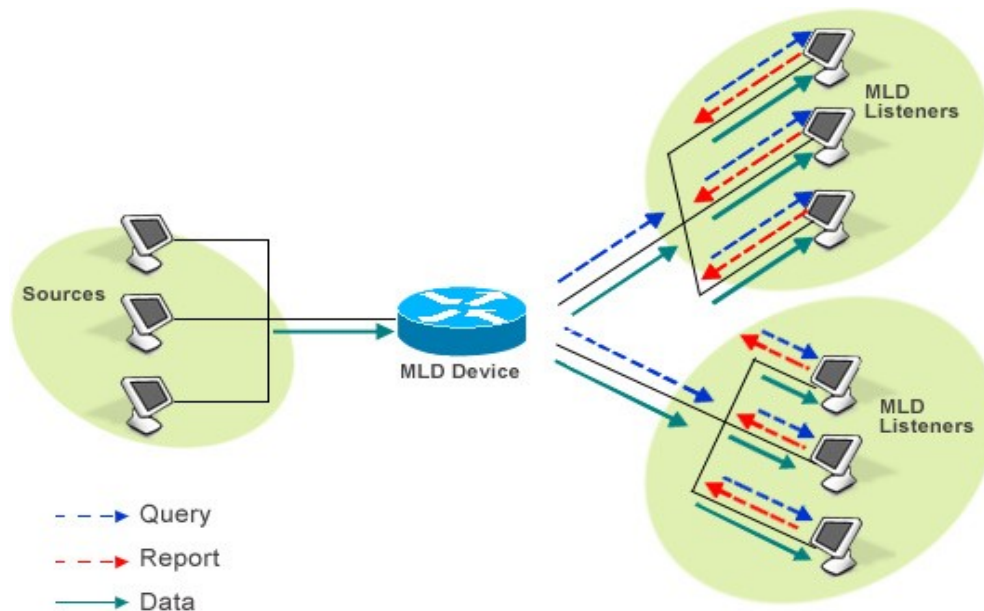 MLD
Listeners
Sources
MLD Device
MLD
Listeners
Query
Report
Data